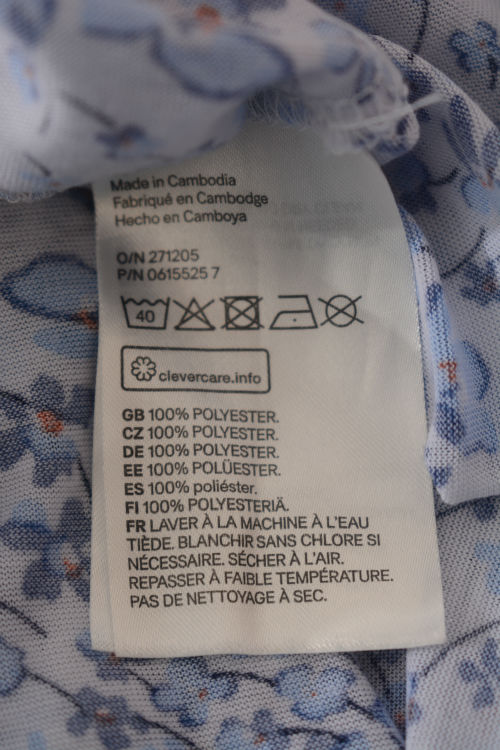 Made in Cambodia
Fabriqué en Cambodge
Hecho en Camboya
O/N 271205
P/N 0615525 7
40
clevercare.info
GB 100% POLYESTER.
CZ 100% POLYESTER.
DE 100% POLYESTER.
EE 100% POLÜESTER.
ES 100% poliéster.
FI 100% POLYESTERIÄ.
FR LAVER À LA MACHINE À L'EAU
TIÈDE. BLANCHIR SANS CHLORE SI
NÉCESSAIRE. SÉCHER À L'AIR.
REPASSER À FAIBLE TEMPÉRATURE.
PAS DE NETTOYAGE À SEC.